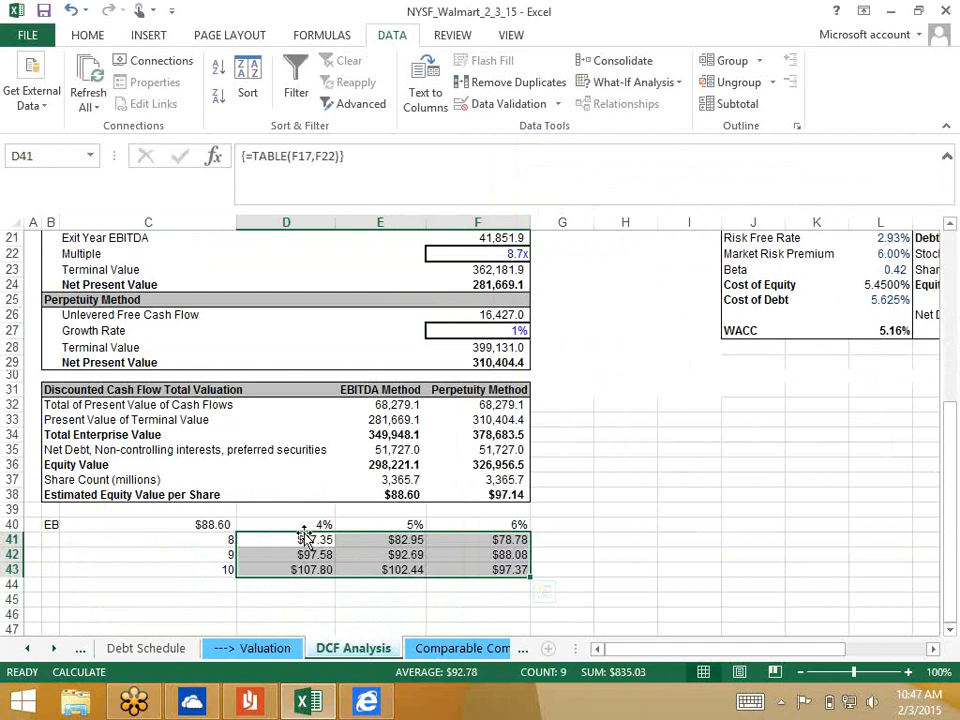 NYSF_Walmart_2_3_15 - Excel
FILE HOME INSERT PAGE LAYOUT FORMULAS DATA REVIEW VIEW Microsoft account
Get External Data
Refresh All
Connections
Properties
Edit Links
Connections
Sort
Filter
Clear
Reapply
Advanced
Sort & Filter
Text to Columns
Flash Fill
Remove Duplicates
Data Validation
Consolidate
What-If Analysis
Relationships
Data Tools
Group
Ungroup
Subtotal
Outline
D41 {=TABLE(F17,F22)}
A B C D E F G H I J K L
21 Exit Year EBITDA 41,851.9 Risk Free Rate 2.93% Debt
22 Multiple 8.7x Market Risk Premium 6.00% Stoc
23 Terminal Value 362,181.9 Beta 0.42 Shar
24 Net Present Value 281,669.1 Cost of Equity 5.4500% Equi
25 Perpetuity Method Cost of Debt 5.625%
26 Unlevered Free Cash Flow 16,427.0 Net D
27 Growth Rate 1% WACC 5.16%
28 Terminal Value 399,131.0
29 Net Present Value 310,404.4
30
31 Discounted Cash Flow Total Valuation EBITDA Method Perpetuity Method
32 Total of Present Value of Cash Flows 68,279.1 68,279.1
33 Present Value of Terminal Value 281,669.1 310,404.4
34 Total Enterprise Value 349,948.1 378,683.5
35 Net Debt, Non-controlling interests, preferred securities 51,727.0 51,727.0
36 Equity Value 298,221.1 326,956.5
37 Share Count (millions) 3,365.7 3,365.7
38 Estimated Equity Value per Share $88.60 $97.14
39
40 EB $88.60 4% 5% 6%
41 8 7.35 $82.95 $78.78
42 9 $97.58 $92.69 $88.08
43 10 $107.80 $102.44 $97.37
44
45
46
47
... Debt Schedule ---> Valuation DCF Analysis Comparable Com ...
READY CALCULATE AVERAGE: $92.78 COUNT: 9 SUM: $835.03 100%
10:47 AM
2/3/2015